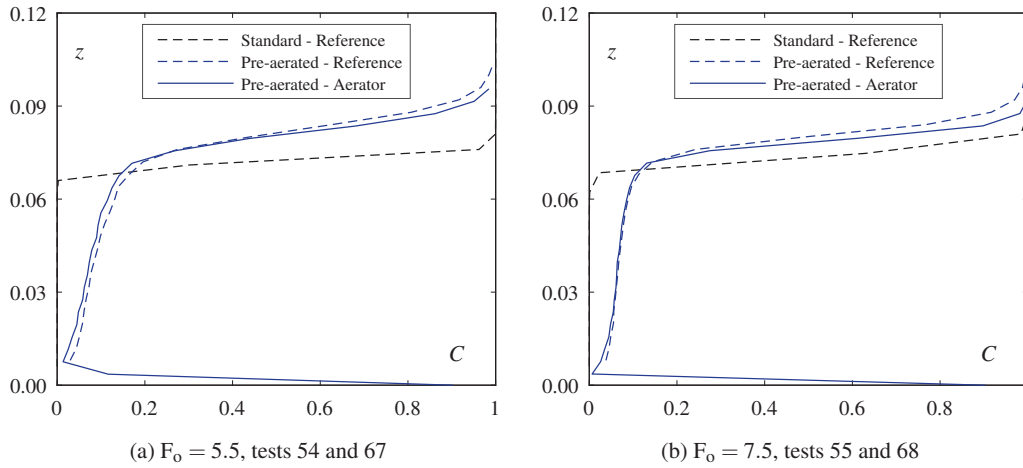 0.12
z
Standard - Reference
Pre-aerated - Reference
Pre-aerated - Aerator
0.09
0.06
0.03
C
0.00
0 0.2 0.4 0.6 0.8 1
(a) Fo = 5.5, tests 54 and 67
0.12
z
Standard - Reference
Pre-aerated - Reference
Pre-aerated - Aerator
0.09
0.06
0.03
C
0.00
0 0.2 0.4 0.6 0.8
(b) Fo = 7.5, tests 55 and 68